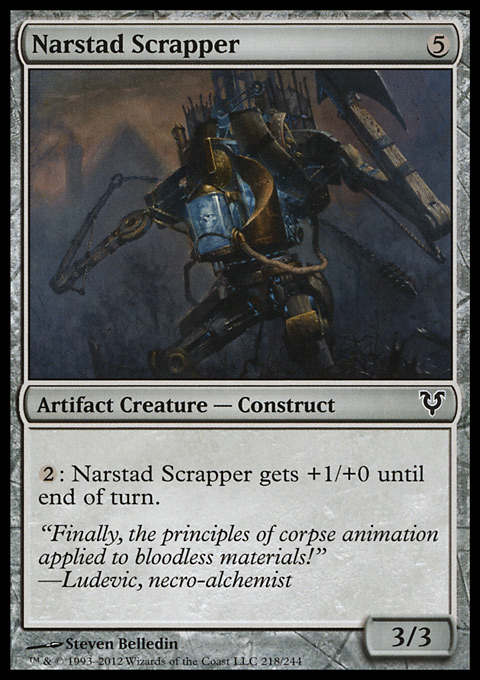 Narstad Scrapper 5
Artifact Creature — Construct
2: Narstad Scrapper gets +1/+0 until
end of turn.
“Finally, the principles of corpse animation
applied to bloodless materials!”
—Ludevic, necro-alchemist
Steven Belledin
3/3
™ & © 1993–2012 Wizards of the Coast LLC 218/244